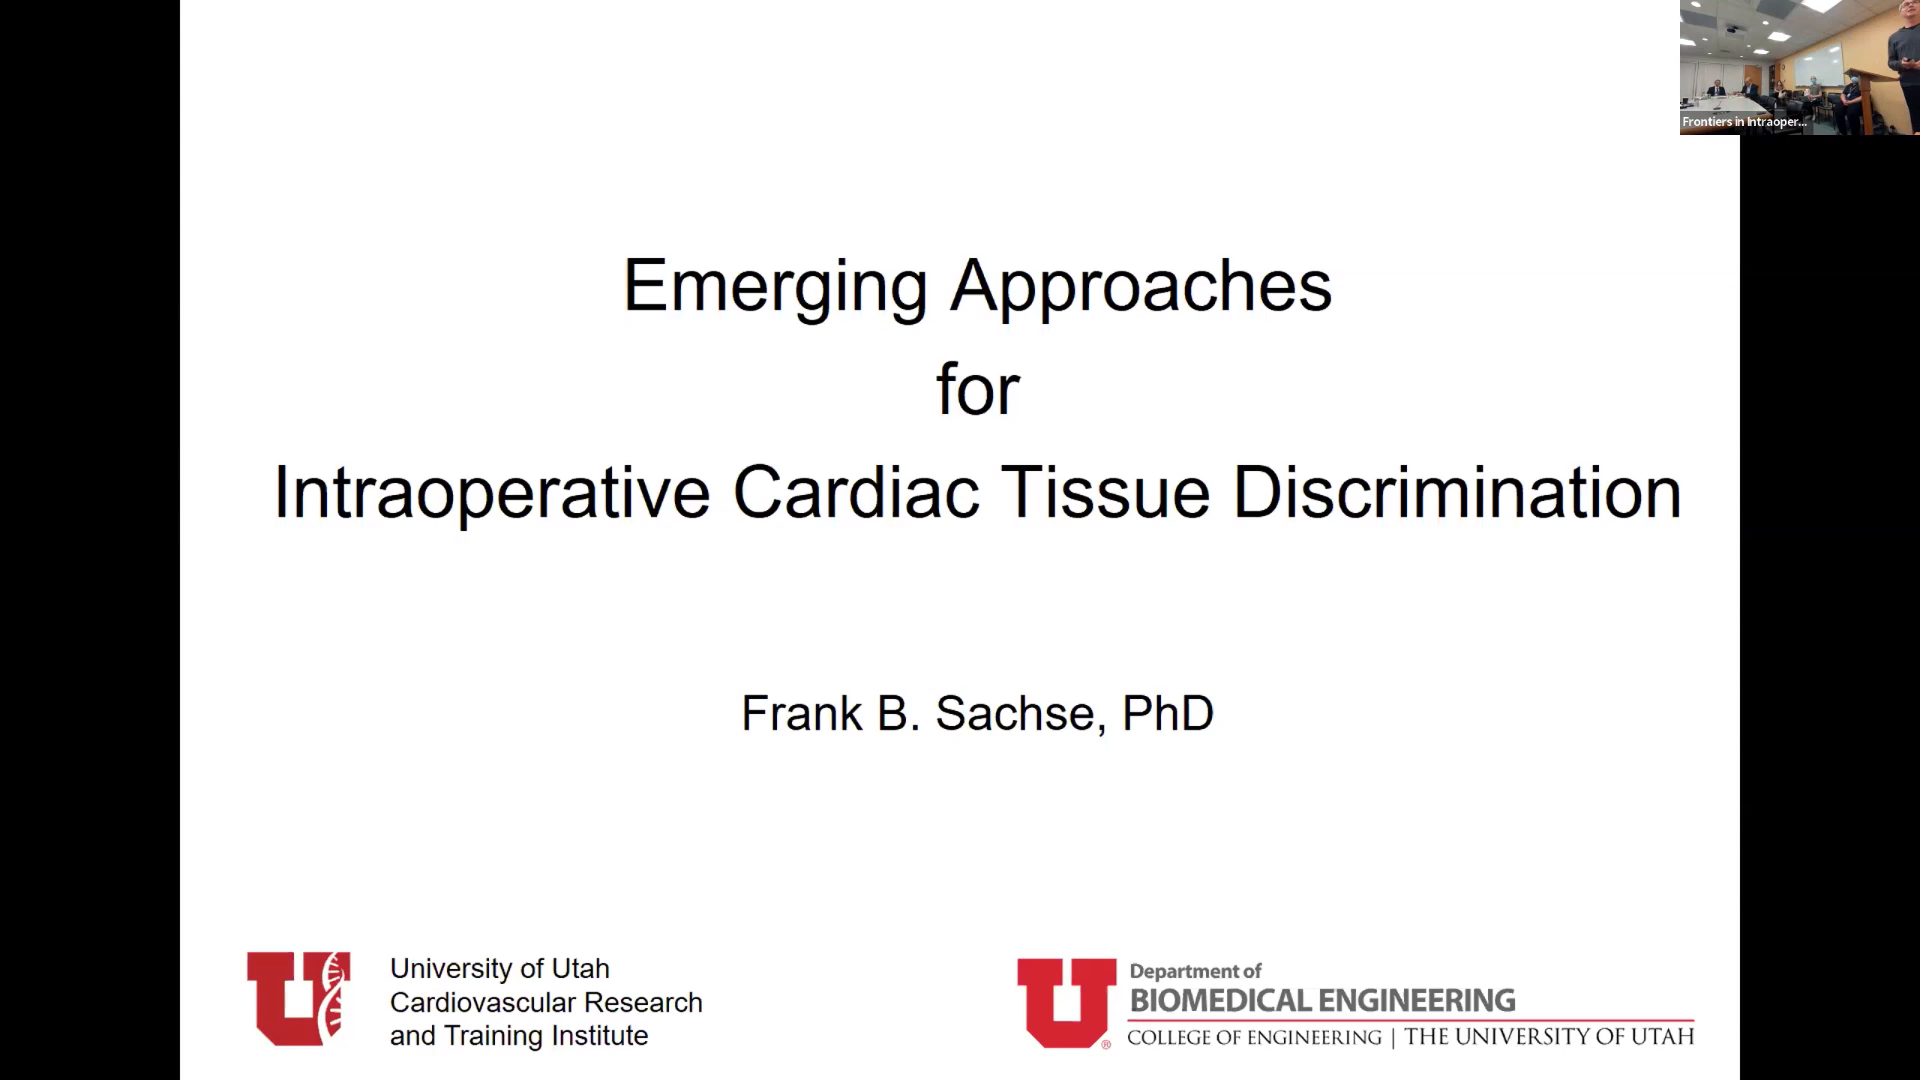 Frontiers in Intraoper...
Emerging Approaches
for
Intraoperative Cardiac Tissue Discrimination
Frank B. Sachse, PhD
University of Utah
Cardiovascular Research
and Training Institute
Department of
BIOMEDICAL ENGINEERING
COLLEGE OF ENGINEERING | THE UNIVERSITY OF UTAH